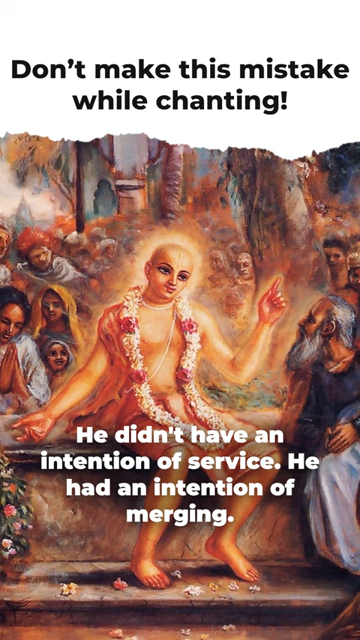 Don’t make this mistake
while chanting!
He didn't have an
intention of service. He
had an intention of
merging.